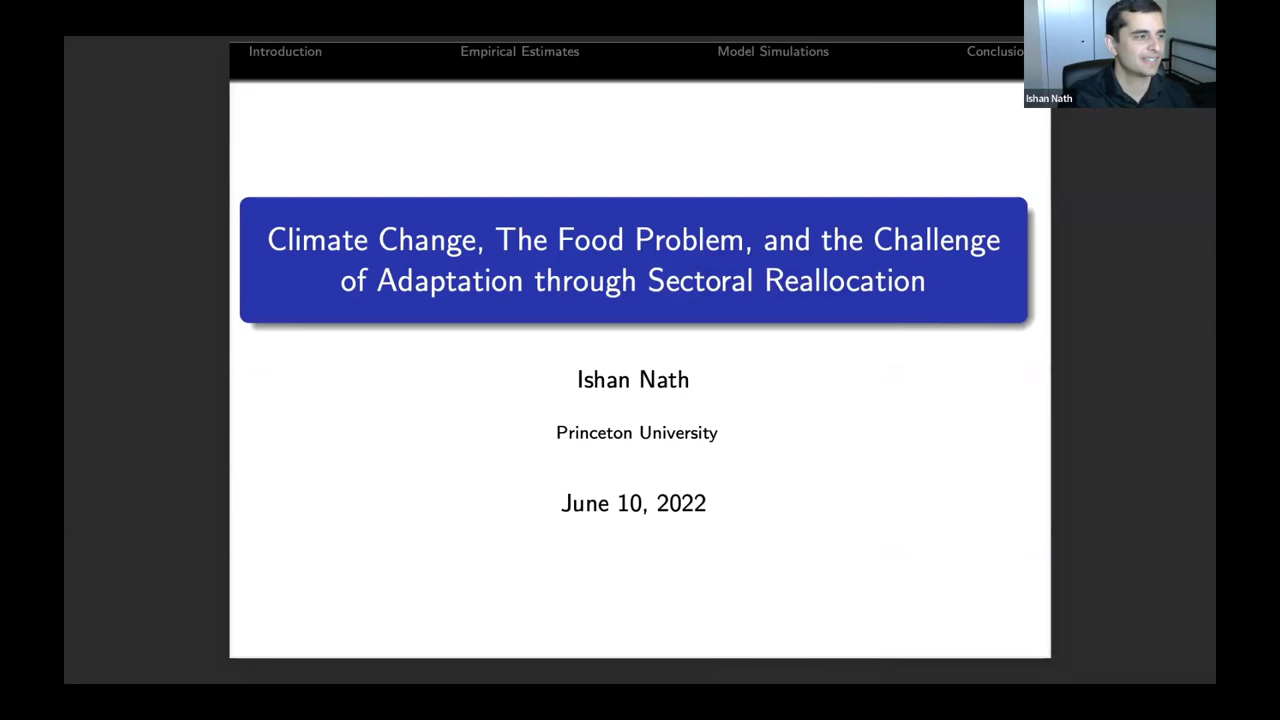 Introduction
Empirical Estimates
Model Simulations
Conclusio
Ishan Nath
Climate Change, The Food Problem, and the Challenge
of Adaptation through Sectoral Reallocation
Ishan Nath
Princeton University
June 10, 2022